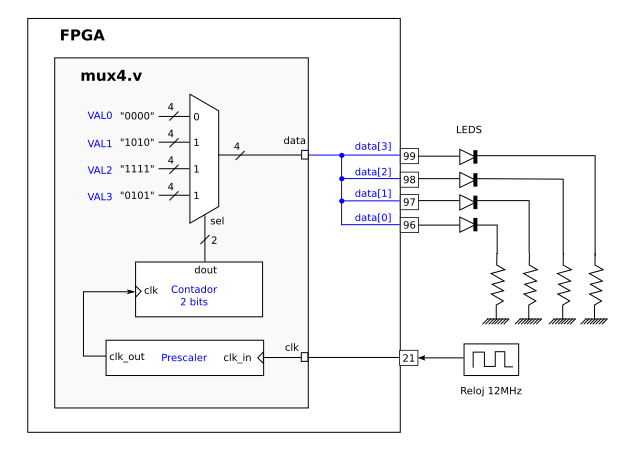 FPGA
mux4.v
VAL0 "0000" 4 0
VAL1 "1010" 4 1
VAL2 "1111" 4 1
VAL3 "0101" 4 1
4
data
sel
2
dout
clk
Contador
2 bits
clk_out Prescaler clk_in
clk
data[3] 99
data[2] 98
data[1] 97
data[0] 96
LEDS
21
Reloj 12MHz